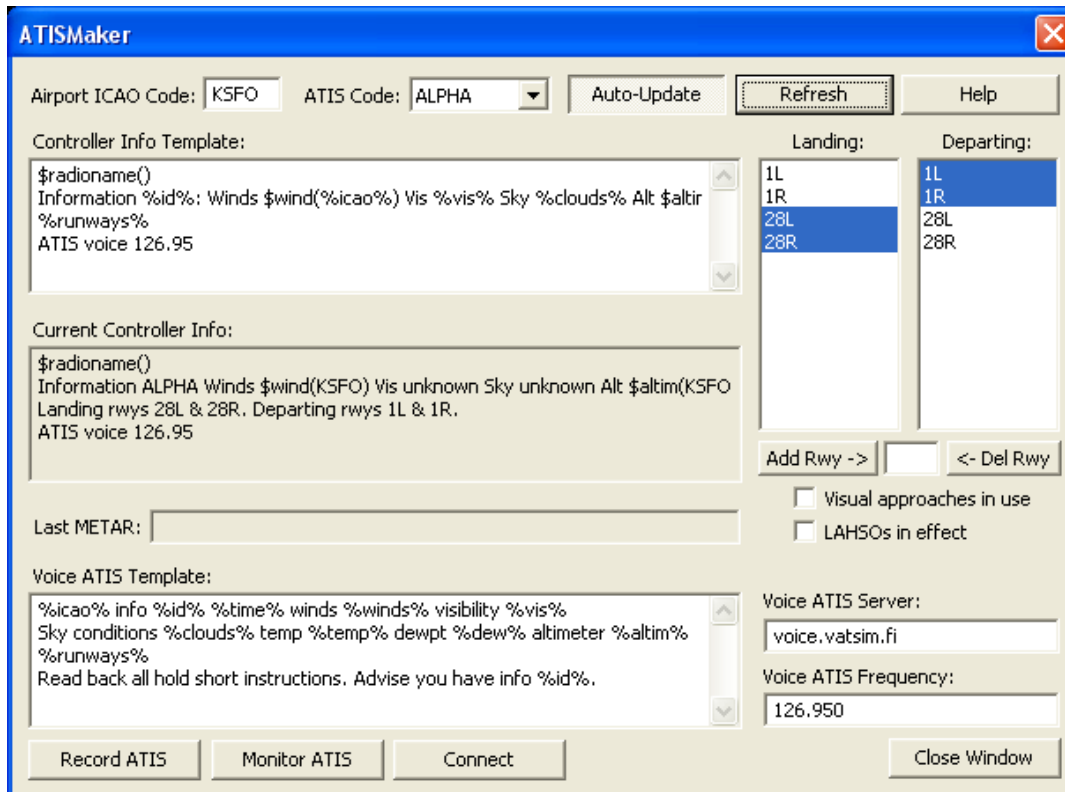 ATISMaker
Airport ICAO Code: KSFO ATIS Code: ALPHA Auto-Update Refresh Help
Controller Info Template: Landing: Departing:
$radioname()
Information %id%: Winds $wind(%icao%) Vis %vis% Sky %clouds% Alt $altir
%runways%
ATIS voice 126.95
1L
1R
28L
28R
1L
1R
28L
28R
Current Controller Info:
$radioname()
Information ALPHA Winds $wind(KSFO) Vis unknown Sky unknown Alt $altim(KSFO
Landing rwys 28L & 28R. Departing rwys 1L & 1R.
ATIS voice 126.95
Add Rwy -> <- Del Rwy
Visual approaches in use
LAHSOs in effect
Last METAR:
Voice ATIS Template:
%icao% info %id% %time% winds %winds% visibility %vis%
Sky conditions %clouds% temp %temp% dewpt %dew% altimeter %altim%
%runways%
Read back all hold short instructions. Advise you have info %id%.
Voice ATIS Server:
voice.vatsim.fi
Voice ATIS Frequency:
126.950
Record ATIS Monitor ATIS Connect Close Window